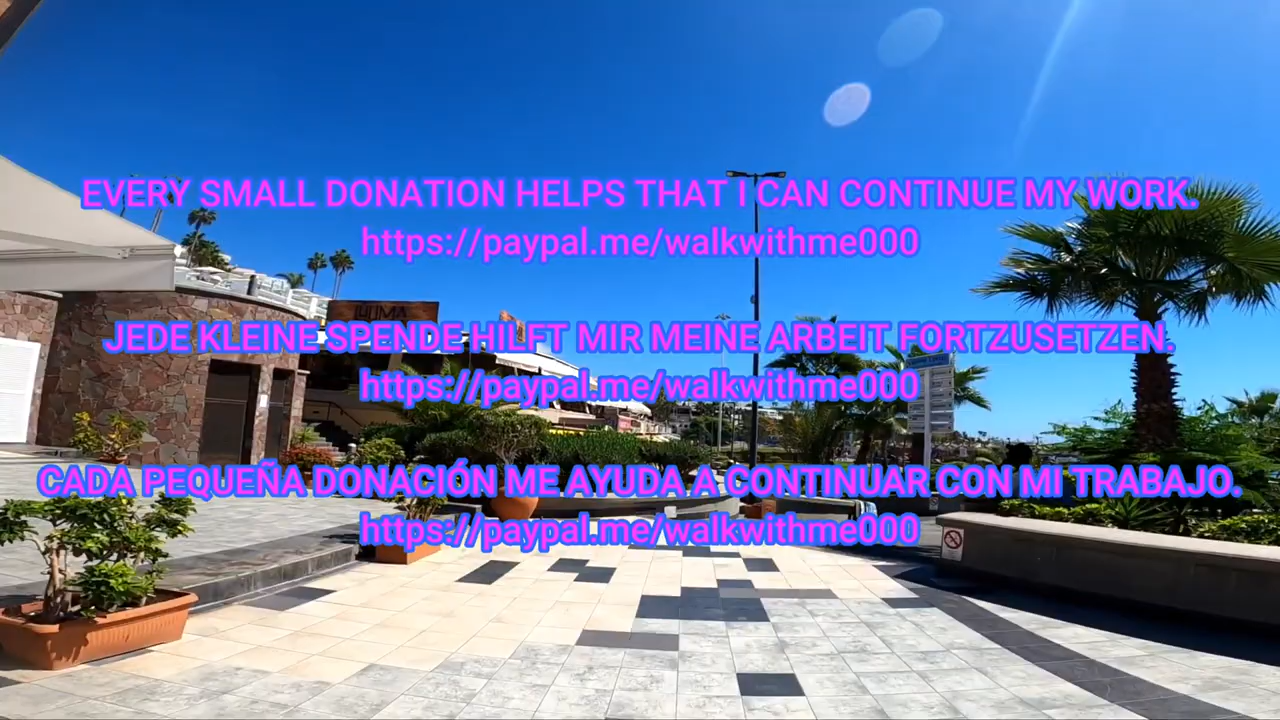 EVERY SMALL DONATION HELPS THAT I CAN CONTINUE MY WORK.
https://paypal.me/walkwithme000
JEDE KLEINE SPENDE HILFT MIR MEINE ARBEIT FORTZUSETZEN.
https://paypal.me/walkwithme000
CADA PEQUEÑA DONACIÓN ME AYUDA A CONTINUAR CON MI TRABAJO.
https://paypal.me/walkwithme000